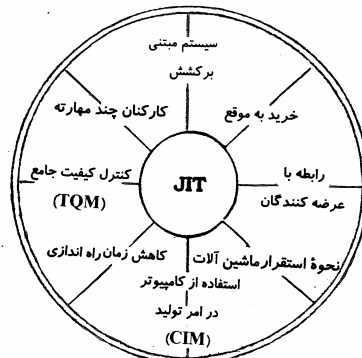 سیستم مبتنی
بر کشش
کارکنان چند مهارته
خرید به موقع
کنترل کیفیت جامع
(TQM)
JIT
رابطه با
عرضه کنندگان
کاهش زمان راه اندازی
نحوۀ استقرار ماشین آلات
استفاده از کامپیوتر
در امر تولید
(CIM)